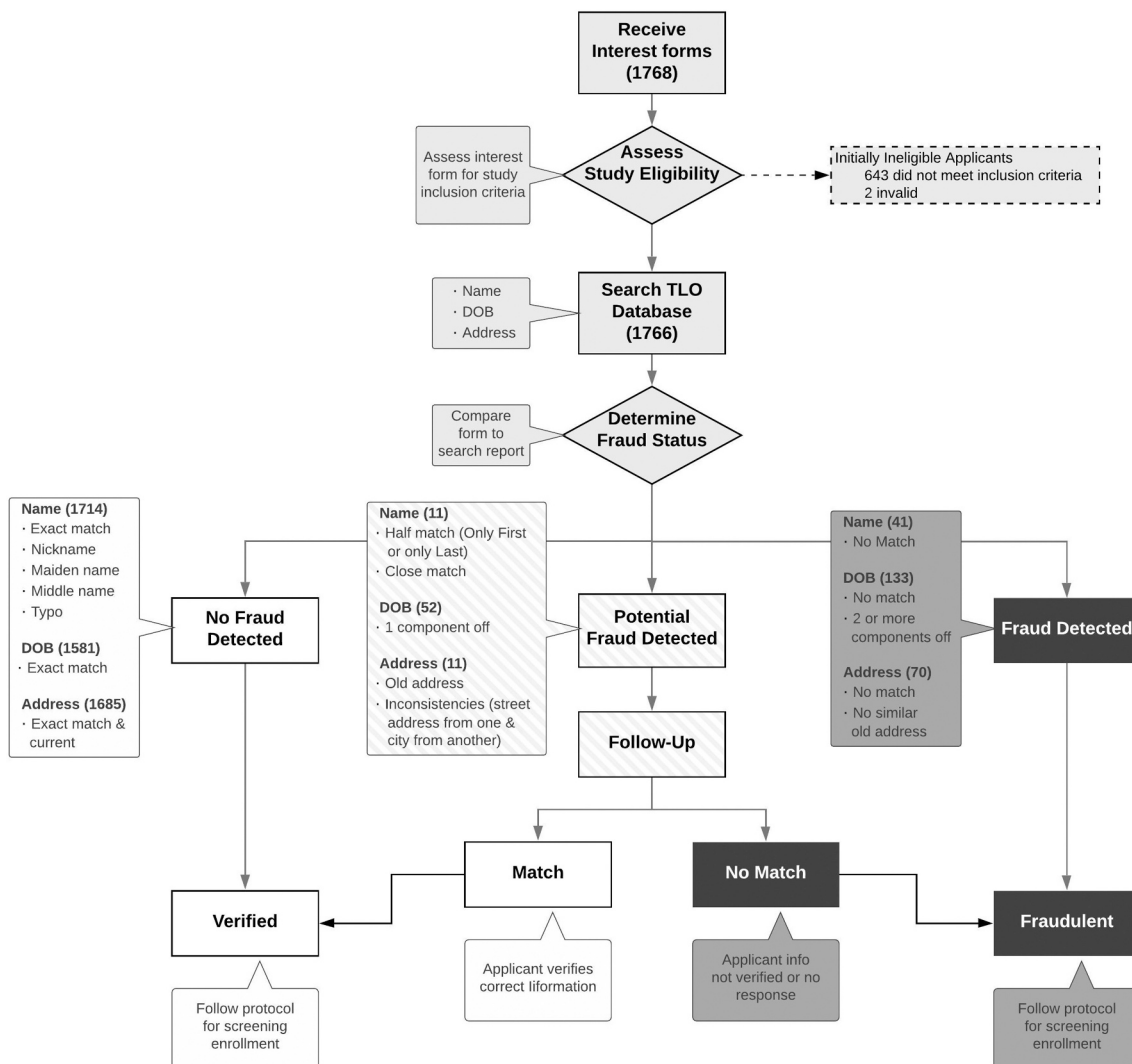 Receive
Interest forms
(1768)
Assess interest
form for study
inclusion criteria
Assess
Study Eligibility
Initially Ineligible Applicants
643 did not meet inclusion criteria
2 invalid
· Name
· DOB
· Address
Search TLO
Database
(1766)
Compare
form to
search report
Determine
Fraud Status
Name (1714)
· Exact match
· Nickname
· Maiden name
· Middle name
· Typo
DOB (1581)
· Exact match
Address (1685)
· Exact match &
current
No Fraud
Detected
Name (11)
· Half match (Only First
or only Last)
· Close match
DOB (52)
· 1 component off
Address (11)
· Old address
· Inconsistencies (street
address from one &
city from another)
Potential
Fraud Detected
Name (41)
· No Match
DOB (133)
· No match
· 2 or more
components off
Address (70)
· No match
· No similar
old address
Fraud Detected
Follow-Up
Match
No Match
Verified
Fraudulent
Applicant verifies
correct Iiformation
Applicant info
not verified or no
response
Follow protocol
for screening
enrollment
Follow protocol
for screening
enrollment